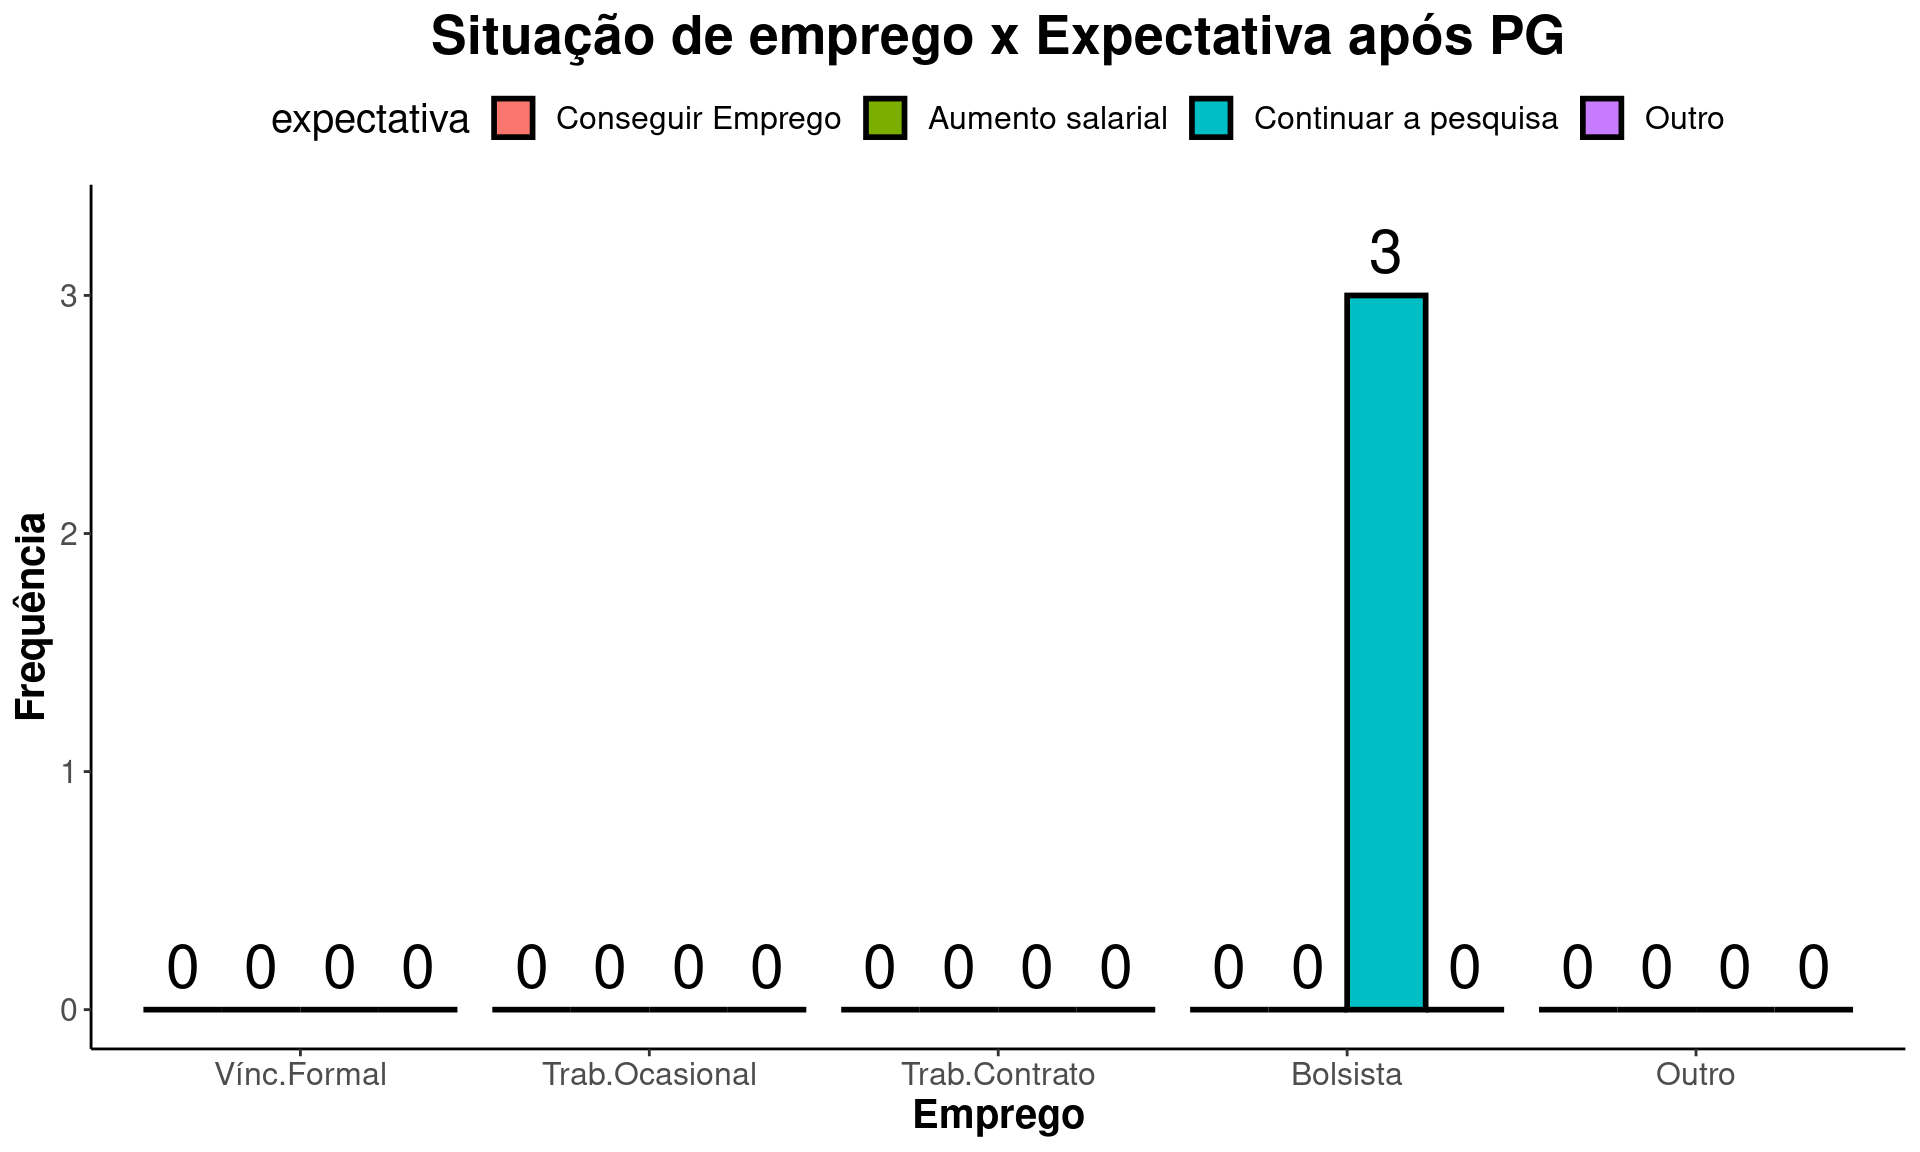 Situação de emprego x Expectativa após PG
expectativa Conseguir Emprego Aumento salarial Continuar a pesquisa Outro
3
3
2
1
0
0 0 0 0 0 0 0 0 0 0 0 0 0 0 0 0 0 0 0
Frequência
Vínc.Formal Trab.Ocasional Trab.Contrato Bolsista Outro
Emprego